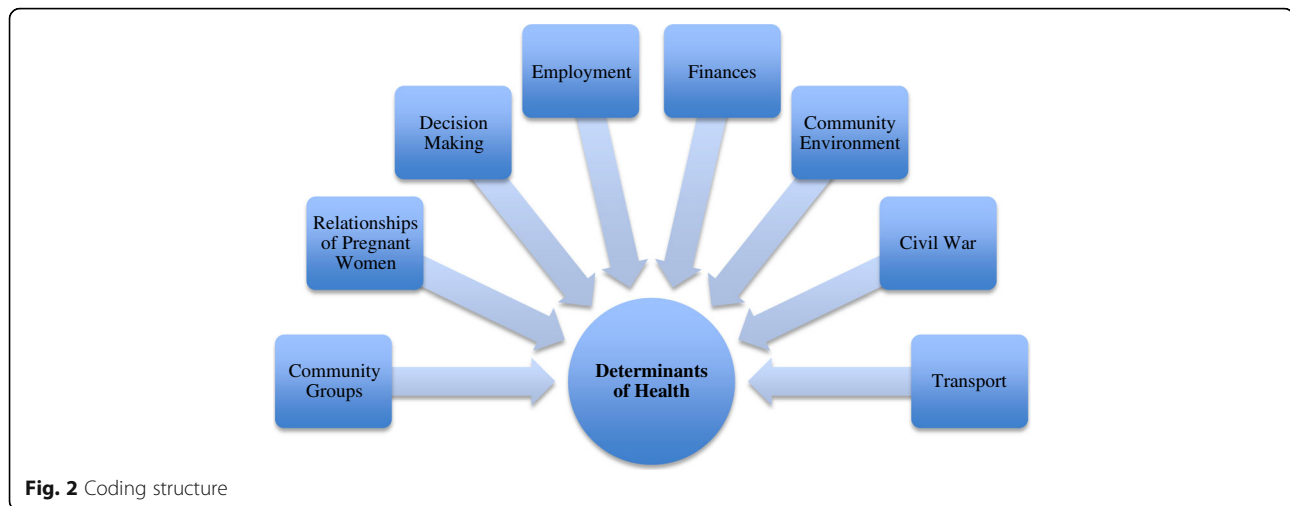 Employment
Finances
Decision
Making
Community
Environment
Relationships
of Pregnant
Women
Civil War
Community
Groups
Determinants
of Health
Transport
Fig. 2 Coding structure